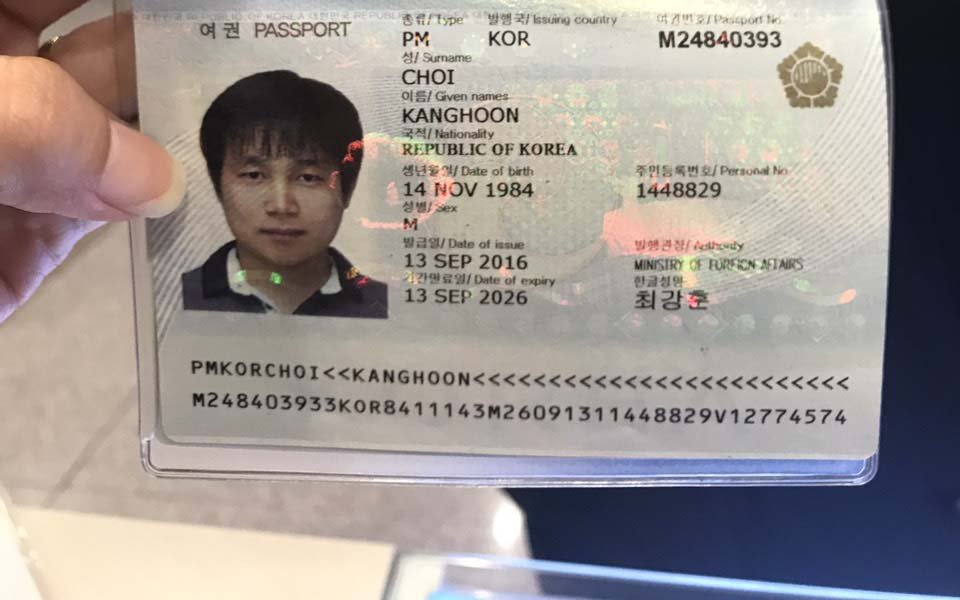 여권 PASSPORT
종류/ Type 발행국/ Issuing country 여권번호/ Passport No
PM KOR M24840393
성/ Surname
CHOI
이름/ Given names
KANGHOON
국적/ Nationality
REPUBLIC OF KOREA
생년월일/ Date of birth 주민등록번호/ Personal No
14 NOV 1984 1448829
성별/ Sex
M
발급일/ Date of issue 발행관청/ Authority
13 SEP 2016 MINISTRY OF FOREIGN AFFAIRS
기간만료일/ Date of expiry 한글성명
13 SEP 2026 최강훈
PMKORCHOI<<KANGHOON<<<<<<<<<<<<<<<<<<<<<<<<<
M248403933KOR8411143M26091311448829V12774574